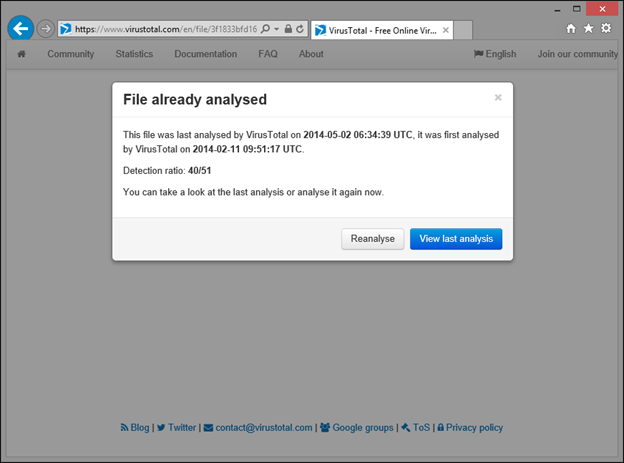 https://www.virustotal.com/en/file/3f1833bfd16
VirusTotal - Free Online Vir...
Community Statistics Documentation FAQ About English Join our community
File already analysed
This file was last analysed by VirusTotal on 2014-05-02 06:34:39 UTC, it was first analysed
by VirusTotal on 2014-02-11 09:51:17 UTC.
Detection ratio: 40/51
You can take a look at the last analysis or analyse it again now.
Reanalyse View last analysis
Blog | Twitter | contact@virustotal.com | Google groups | ToS | Privacy policy